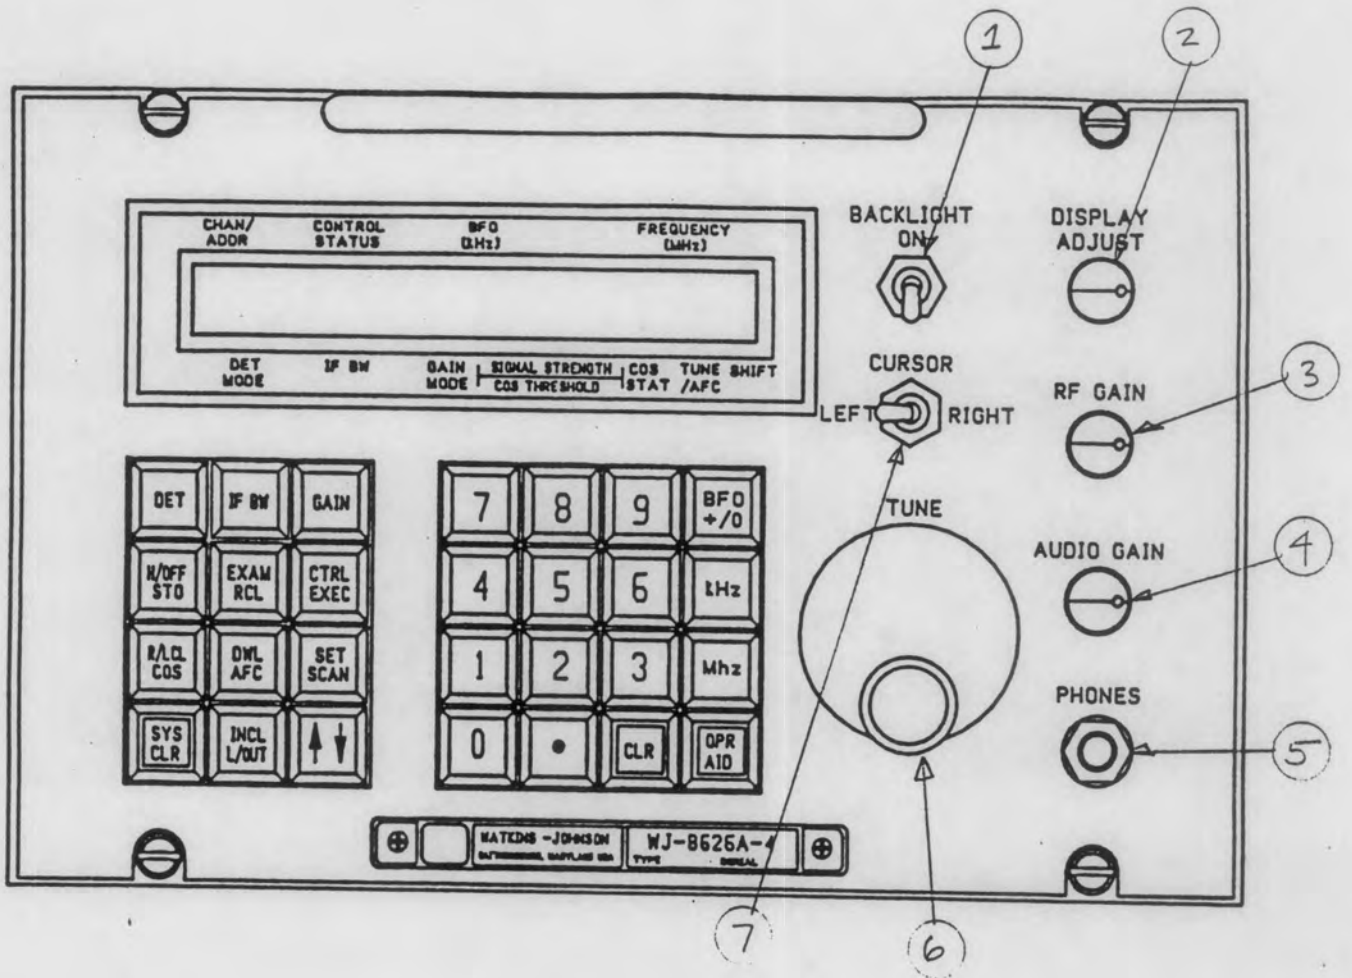 1 2
BACKLIGHT
ON
DISPLAY
ADJUST
CHAN/
ADDR
CONTROL
STATUS
BFO
(kHz)
FREQUENCY
(MHz)
DET
MODE
IF BW
GAIN
MODE
SIGNAL STRENGTH
COS THRESHOLD
COS
STAT
TUNE SHIFT
/AFC
CURSOR
LEFT RIGHT
RF GAIN
3
TUNE
AUDIO GAIN
4
PHONES
5
DET IF BW GAIN
N/OFF
STO
EXAM
RCL
CTRL
EXEC
R/LCL
COS
DWL
AFC
SET
SCAN
SYS
CLR
INCL
L/OUT
7 8 9 BFO
+/0
4 5 6 kHz
1 2 3 Mhz
0 • CLR OPR
AID
WATKINS-JOHNSON
GAITHERSBURG, MARYLAND USA
WJ-8626A-4
TYPE SERIAL
7 6